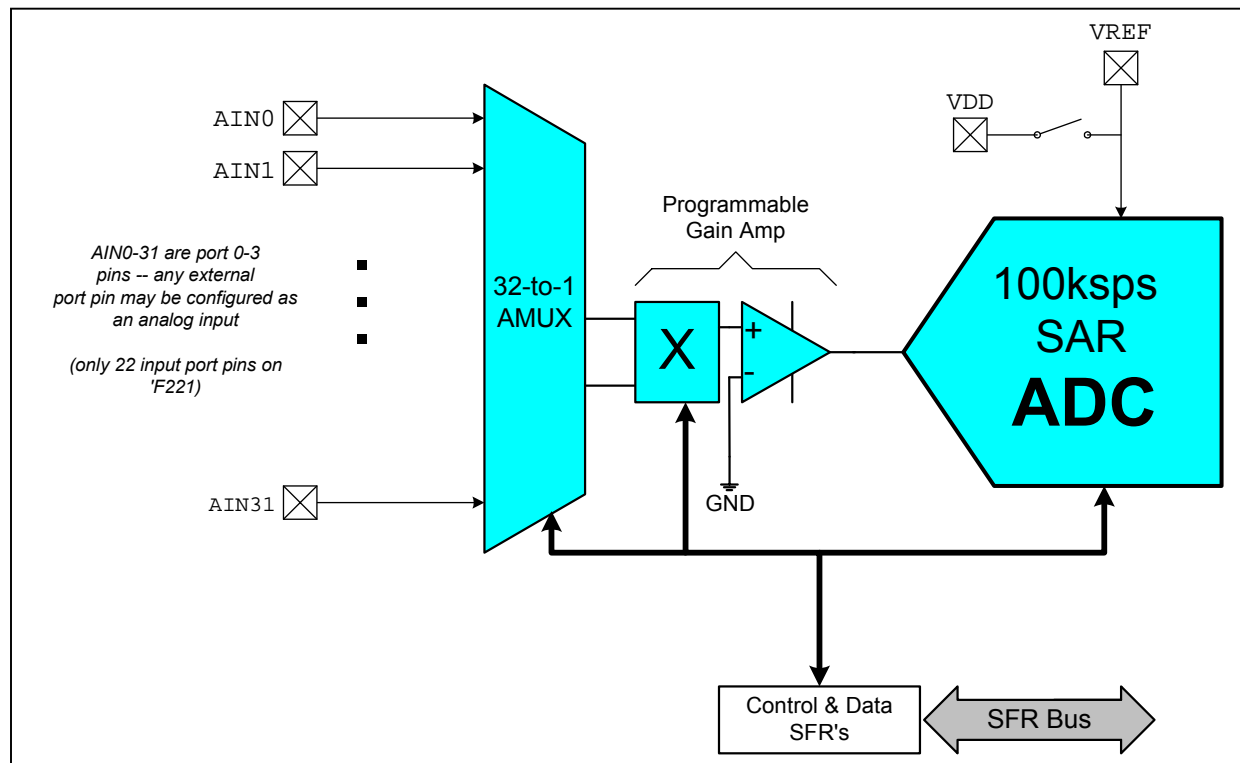 VREF
VDD
AIN0
AIN1
Programmable
Gain Amp
AIN0-31 are port 0-3
pins -- any external
port pin may be configured as
an analog input
(only 22 input port pins on
'F221)
32-to-1
AMUX
X
+
-
100ksps
SAR
ADC
AIN31
GND
Control & Data
SFR's
SFR Bus